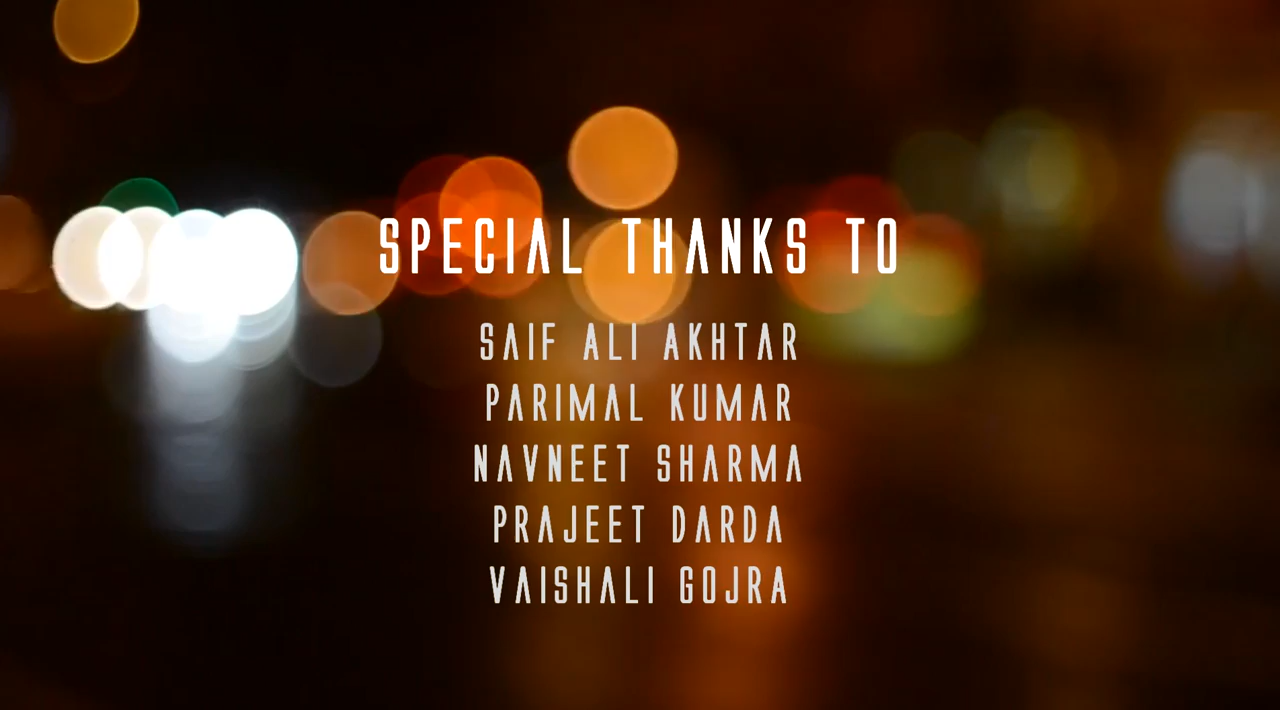 SPECIAL THANKS TO
SAIF ALI AKHTAR
PARIMAL KUMAR
NAVNEET SHARMA
PRAJEET DARDA
VAISHALI GOJRA